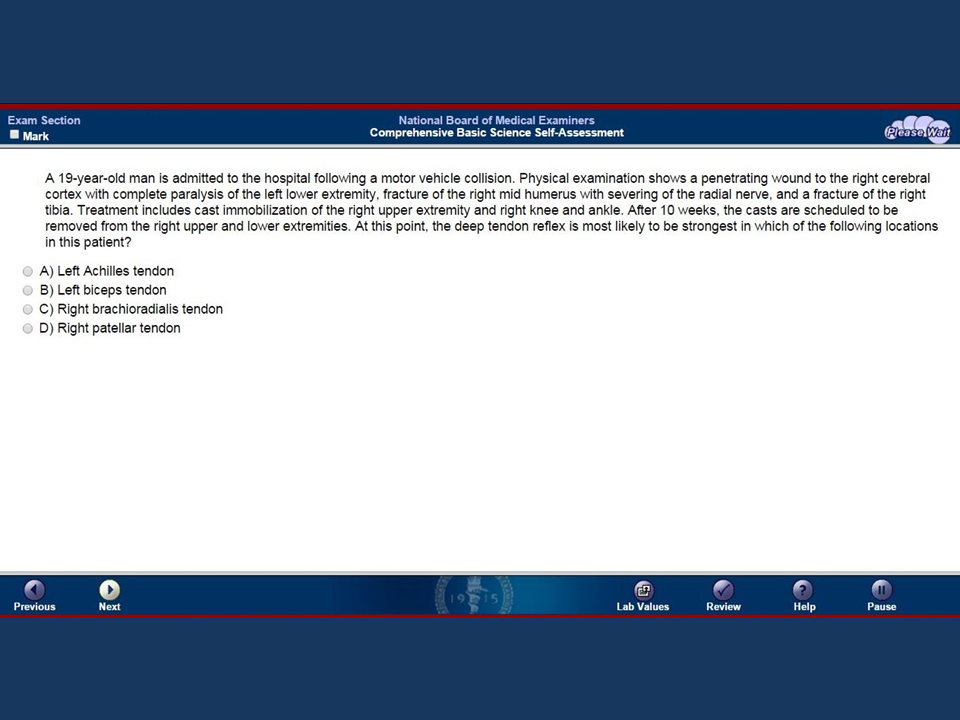 Exam Section
Mark
National Board of Medical Examiners
Comprehensive Basic Science Self-Assessment
Please Wait
A 19-year-old man is admitted to the hospital following a motor vehicle collision. Physical examination shows a penetrating wound to the right cerebral
cortex with complete paralysis of the left lower extremity, fracture of the right mid humerus with severing of the radial nerve, and a fracture of the right
tibia. Treatment includes cast immobilization of the right upper extremity and right knee and ankle. After 10 weeks, the casts are scheduled to be
removed from the right upper and lower extremities. At this point, the deep tendon reflex is most likely to be strongest in which of the following locations
in this patient?
A) Left Achilles tendon
B) Left biceps tendon
C) Right brachioradialis tendon
D) Right patellar tendon
1915
Previous
Next
Lab Values
Review
Help
Pause